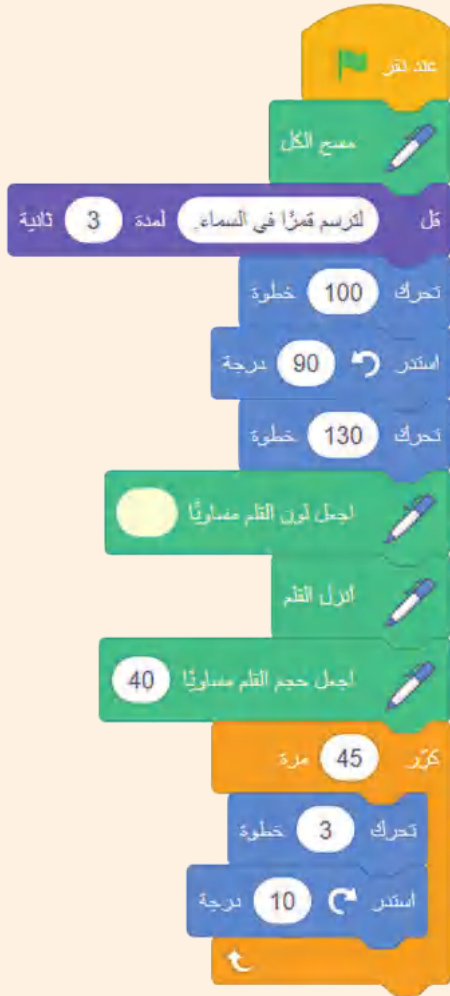 عند نقر
مسح الكل
قل لنرسم قمرًا في السماء. لمدة 3 ثانية
تحرك 100 خطوة
استدر 90 درجة
تحرك 130 خطوة
اجعل لون القلم مساويًا
أنزل القلم
اجعل حجم القلم مساويًا 40
كرّر 45 مرة
تحرك 3 خطوة
استدر 10 درجة